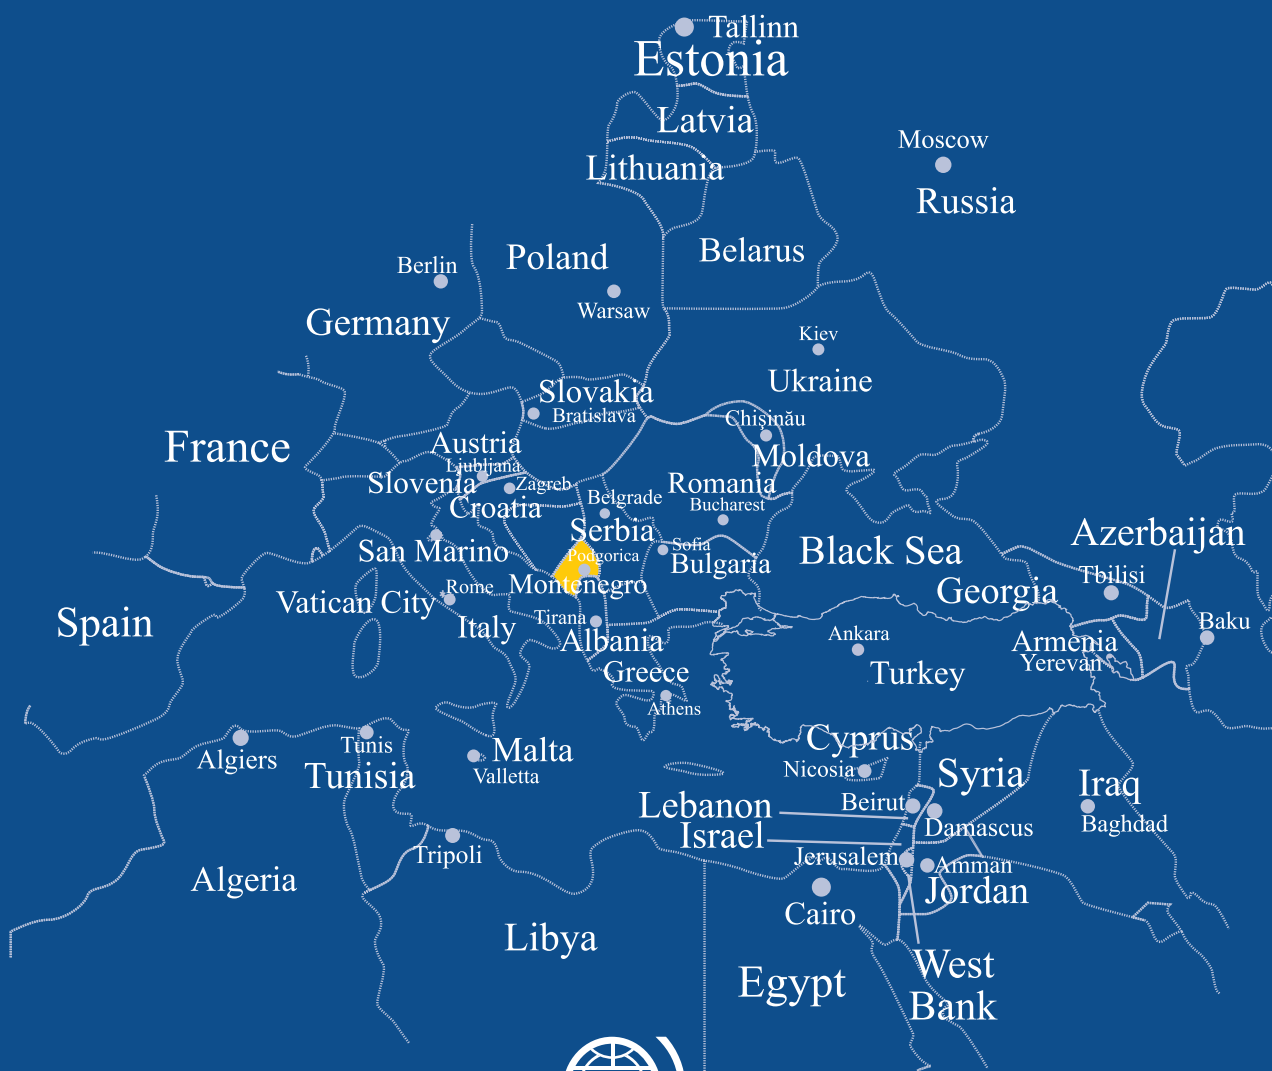 Tallinn
Estonia
Latvia
Moscow
Lithuania
Russia
Belarus
Poland
Berlin
Warsaw
Germany
Kiev
Ukraine
Slovakia
Bratislava
Chișinău
France
Austria
Moldova
Ljubljana
Slovenia
Zagreb
Romania
Belgrade
Bucharest
Croatia
Serbia
Azerbaijan
San Marino
Podgorica
Sofia
Bulgaria
Black Sea
Tbilisi
Montenegro
Georgia
Rome
Vatican City
Spain
Italy
Tirana
Baku
Ankara
Albania
Armenia
Yerevan
Greece
Turkey
Athens
Cyprus
Tunis
Malta
Algiers
Nicosia
Valletta
Tunisia
Syria
Iraq
Lebanon
Beirut
Damascus
Baghdad
Israel
Tripoli
Jerusalem
Amman
Algeria
Jordan
Cairo
Libya
West
Bank
Egypt